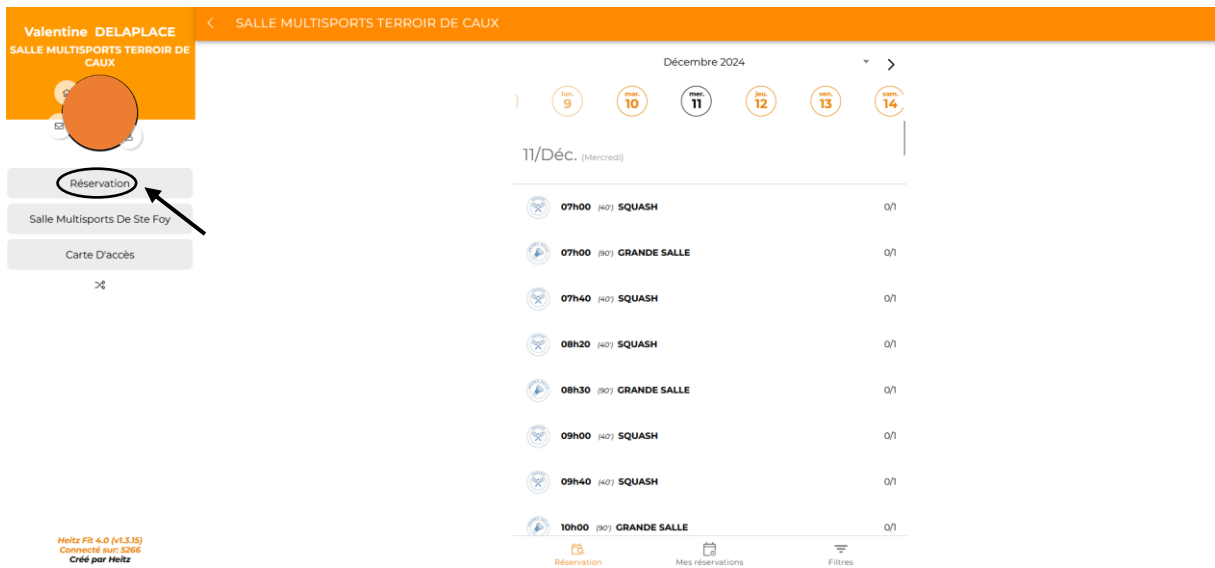 Valentine DELAPLACE
SALLE MULTISPORTS TERROIR DE
CAUX
Réservation
Salle Multisports De Ste Foy
Carte D'accès
Heitz Fit 4.0 (v1.3.15)
Connecté sur: 5266
Créé par Heitz
< SALLE MULTISPORTS TERROIR DE CAUX
Décembre 2024
lun. 9 mar. 10 mer. 11 jeu. 12 ven. 13 sam. 14
11/Déc. (Mercredi)
07h00 (40') SQUASH 0/1
07h00 (90') GRANDE SALLE 0/1
07h40 (40') SQUASH 0/1
08h20 (40') SQUASH 0/1
08h30 (90') GRANDE SALLE 0/1
09h00 (40') SQUASH 0/1
09h40 (40') SQUASH 0/1
10h00 (90') GRANDE SALLE 0/1
Réservation Mes réservations Filtres